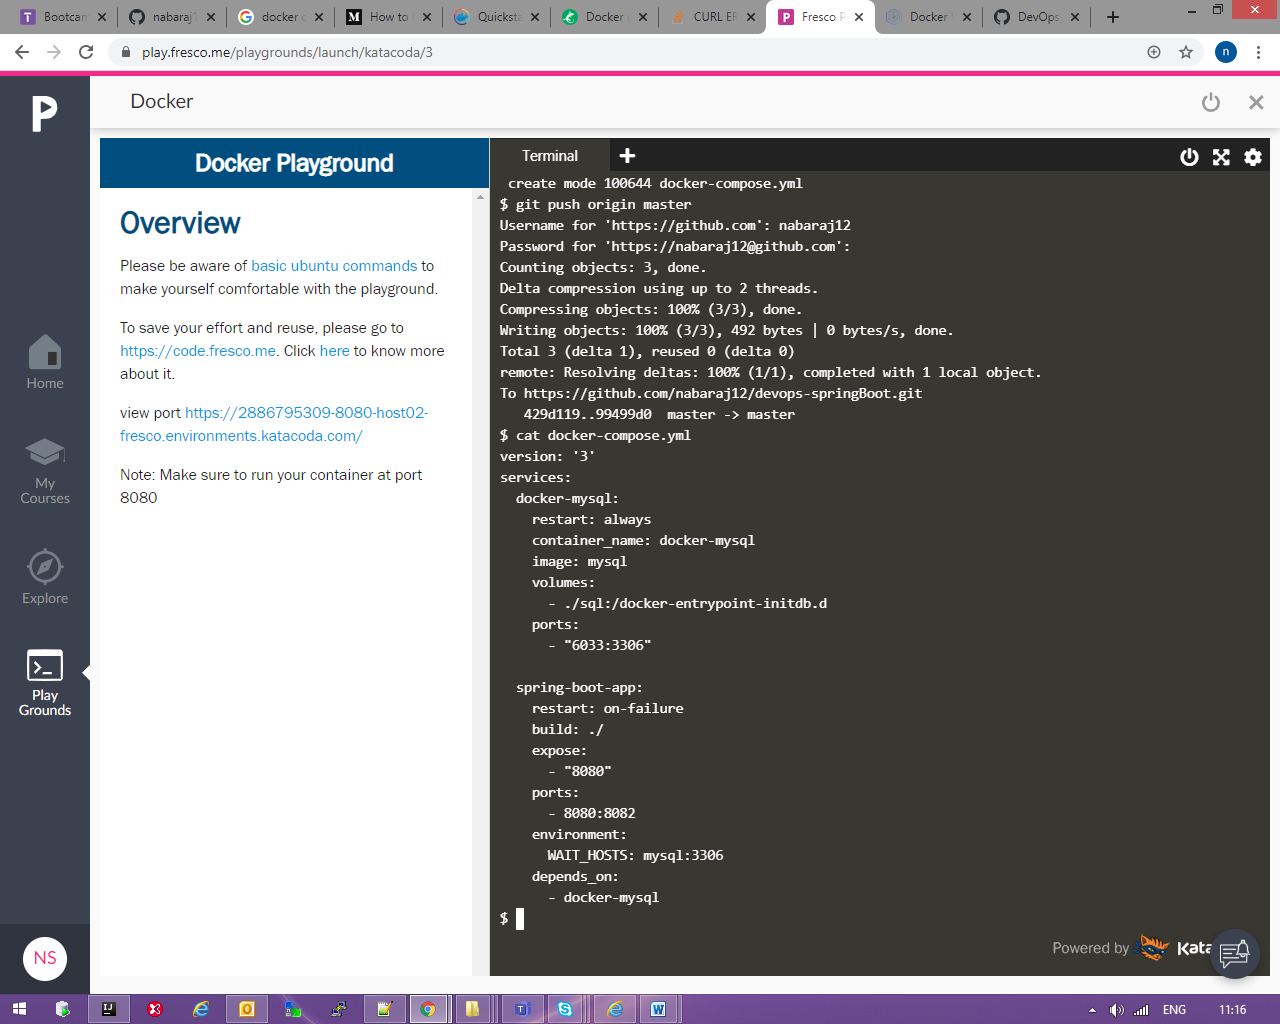 Bootcam
nabaraj1
docker c
How to
Quicksta
Docker
CURL ER
Fresco P
Docker
DevOps
play.fresco.me/playgrounds/launch/katacoda/3
n
Docker
Home
My
Courses
Explore
Play
Grounds
NS
Docker Playground
Overview
Please be aware of basic ubuntu commands to
make yourself comfortable with the playground.
To save your effort and reuse, please go to
https://code.fresco.me. Click here to know more
about it.
view port https://2886795309-8080-host02-
fresco.environments.katacoda.com/
Note: Make sure to run your container at port
8080
Terminal
create mode 100644 docker-compose.yml
$ git push origin master
Username for 'https://github.com': nabaraj12
Password for 'https://nabaraj12@github.com':
Counting objects: 3, done.
Delta compression using up to 2 threads.
Compressing objects: 100% (3/3), done.
Writing objects: 100% (3/3), 492 bytes | 0 bytes/s, done.
Total 3 (delta 1), reused 0 (delta 0)
remote: Resolving deltas: 100% (1/1), completed with 1 local object.
To https://github.com/nabaraj12/devops-springBoot.git
   429d119..99499d0  master -> master
$ cat docker-compose.yml
version: '3'
services:
  docker-mysql:
    restart: always
    container_name: docker-mysql
    image: mysql
    volumes:
      - ./sql:/docker-entrypoint-initdb.d
    ports:
      - "6033:3306"
  spring-boot-app:
    restart: on-failure
    build: ./
    expose:
      - "8080"
    ports:
      - 8080:8082
    environment:
      WAIT_HOSTS: mysql:3306
    depends_on:
      - docker-mysql
$
Powered by Kata
ENG
11:16